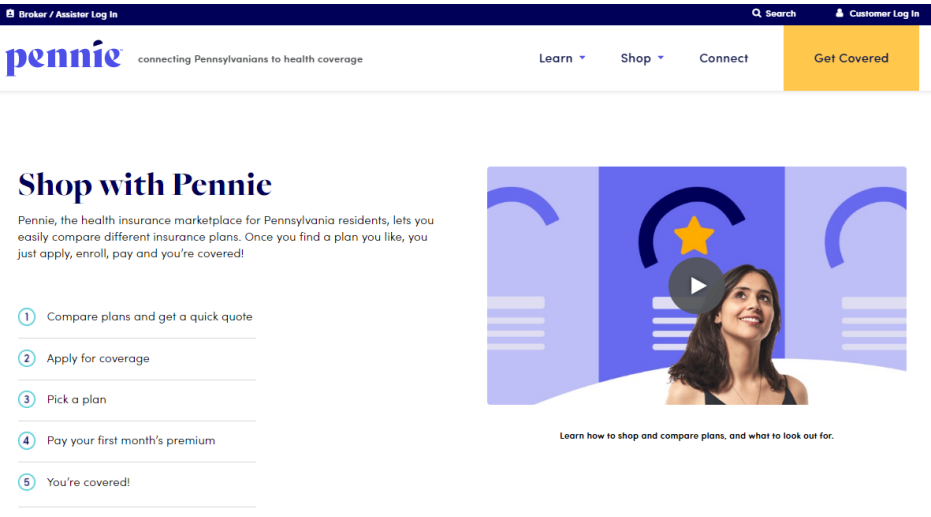 Broker / Assister Log In
Search
Customer Log In
pennie
connecting Pennsylvanians to health coverage
Learn
Shop
Connect
Get Covered
Shop with Pennie
Pennie, the health insurance marketplace for Pennsylvania residents, lets you
easily compare different insurance plans. Once you find a plan you like, you
just apply, enroll, pay and you're covered!
1 Compare plans and get a quick quote
2 Apply for coverage
3 Pick a plan
4 Pay your first month's premium
5 You're covered!
Learn how to shop and compare plans, and what to look out for.